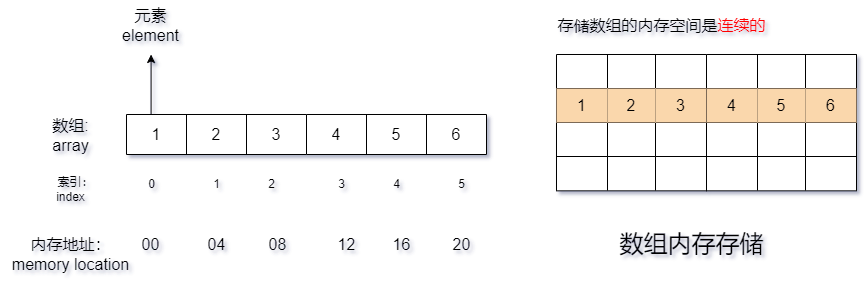 元素
element
数组:
array
1 2 3 4 5 6
索引:
index
0 1 2 3 4 5
内存地址:
memory location
00 04 08 12 16 20
存储数组的内存空间是连续的
1 2 3 4 5 6
数组内存存储